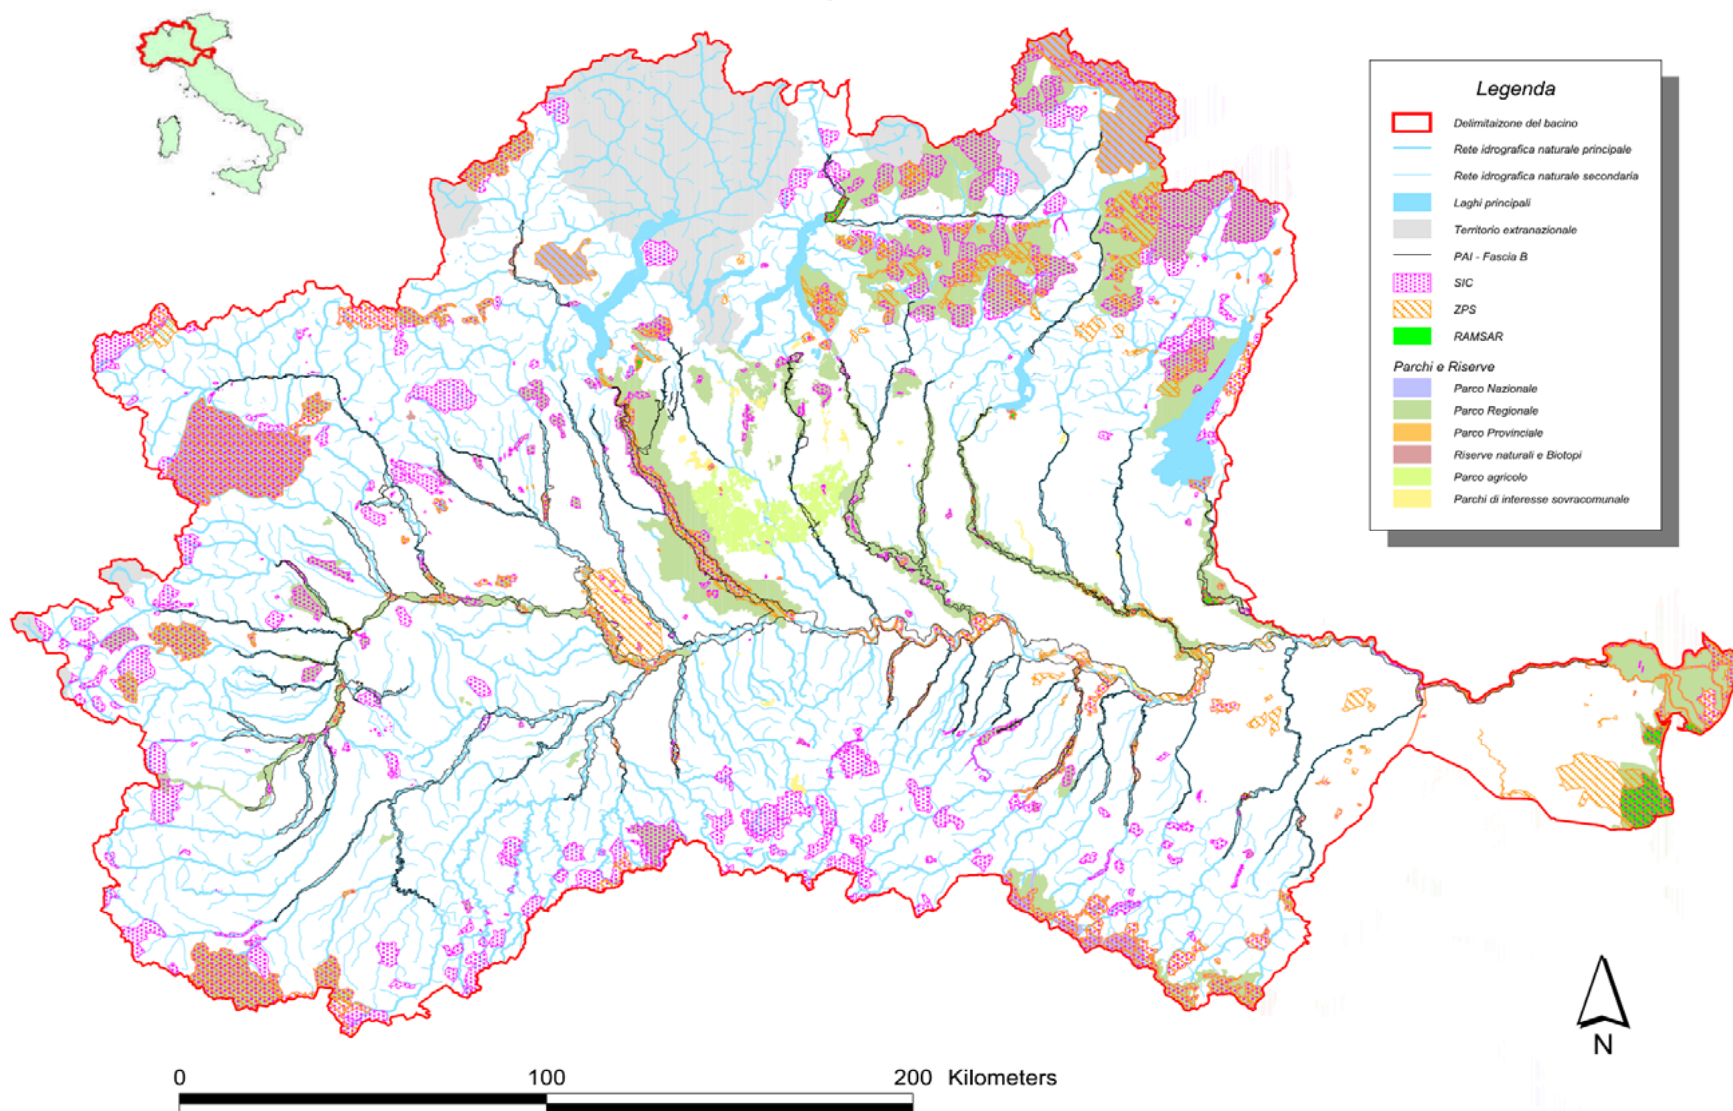 Legenda
Delimitaizone del bacino
Rete idrografica naturale principale
Rete idrografica naturale secondaria
Laghi principali
Territorio extranazionale
PAI - Fascia B
SIC
ZPS
RAMSAR
Parchi e Riserve
Parco Nazionale
Parco Regionale
Parco Provinciale
Riserve naturali e Biotopi
Parco agricolo
Parchi di interesse sovracomunale
N
0 100 200 Kilometers